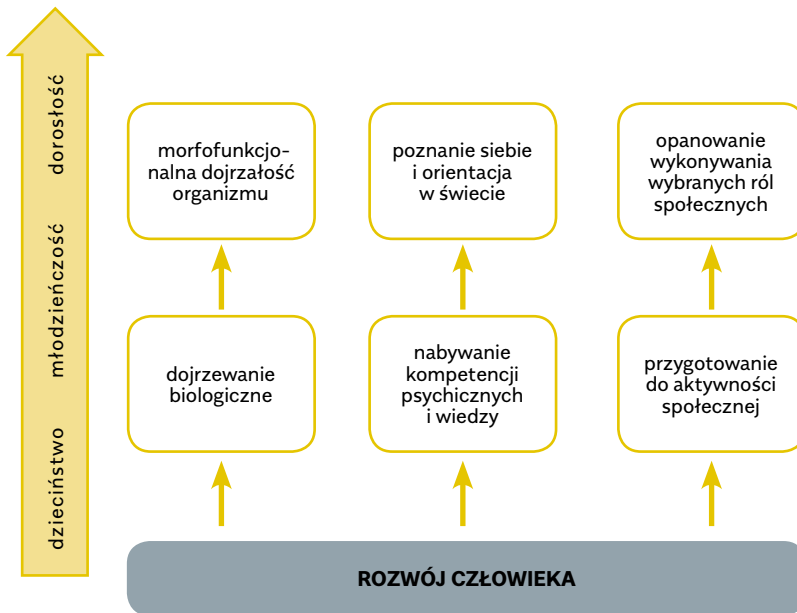 dorosłość
młodzieńczość
dzieciństwo
morfofunkcjo-
nalna dojrzałość
organizmu
poznanie siebie
i orientacja
w świecie
opanowanie
wykonywania
wybranych ról
społecznych
dojrzewanie
biologiczne
nabywanie
kompetencji
psychicznych
i wiedzy
przygotowanie
do aktywności
społecznej
ROZWÓJ CZŁOWIEKA